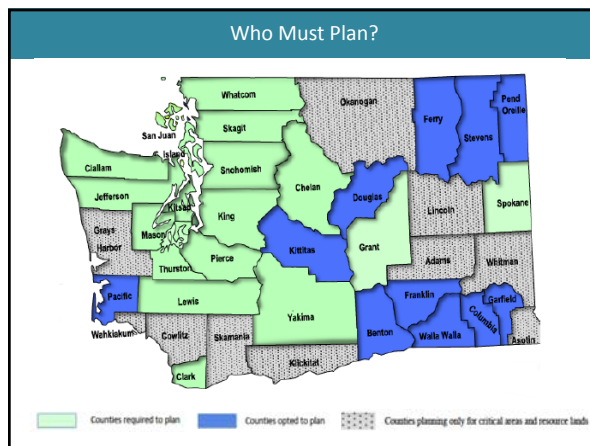 Who Must Plan?
Whatcom
Okanogan
Pend
Oreille
Ferry
Stevens
San Juan
Skagit
Island
Clallam
Snohomish
Chelan
Jefferson
Douglas
Kitsap
King
Lincoln
Spokane
Grays
Harbor
Mason
Kittitas
Grant
Pierce
Adams
Whitman
Thurston
Pacific
Lewis
Franklin
Garfield
Yakima
Columbia
Wahkiakum
Cowlitz
Skamania
Benton
Walla Walla
Asotin
Klickitat
Clark
Counties required to plan
Counties opted to plan
Counties planning only for critical areas and resource lands